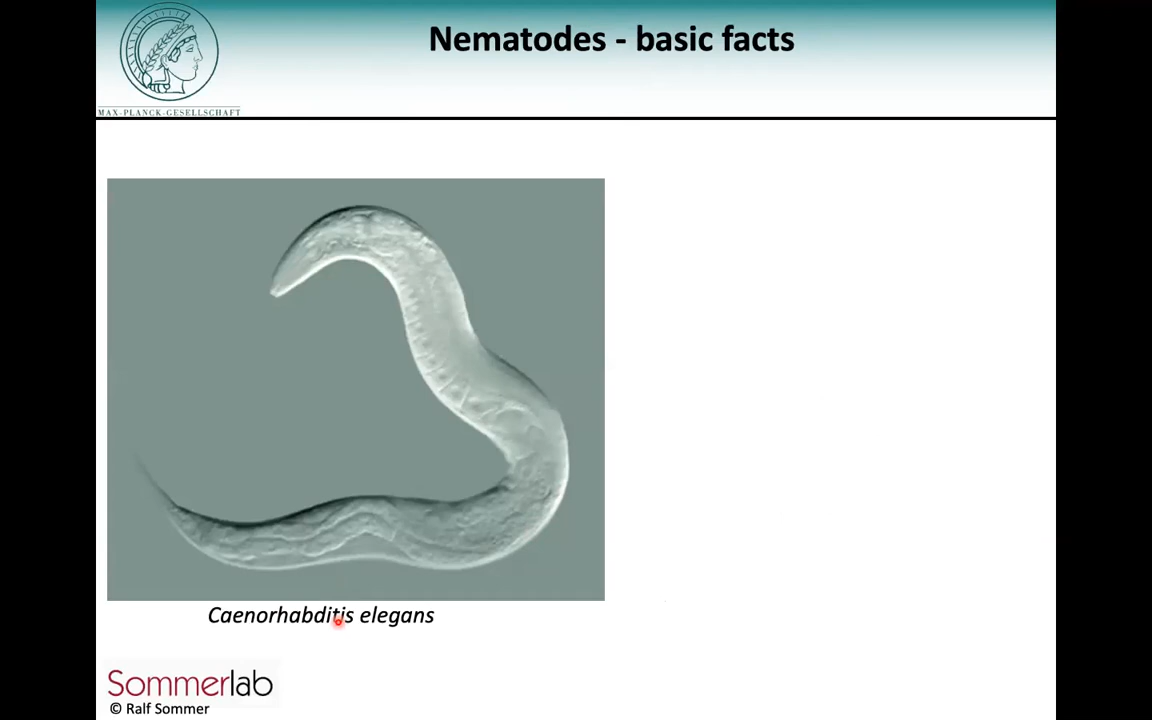 Nematodes - basic facts
MAX-PLANCK-GESELLSCHAFT
Caenorhabditis elegans
Sommerlab
© Ralf Sommer